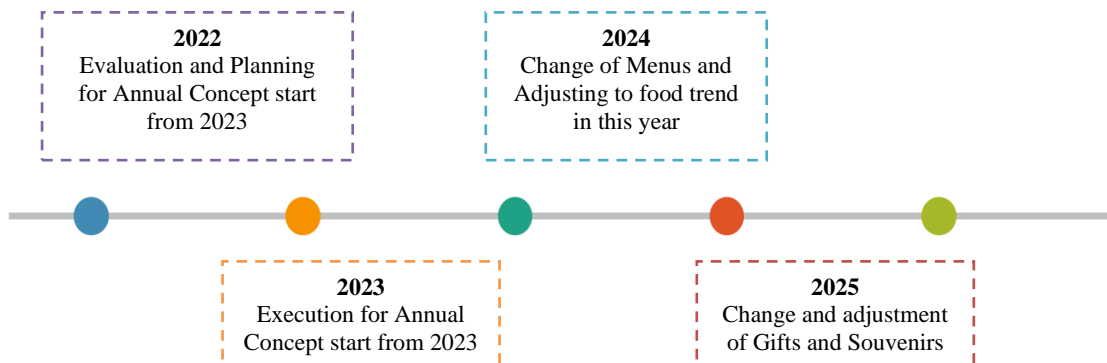 2022
Evaluation and Planning
for Annual Concept start
from 2023
2024
Change of Menus and
Adjusting to food trend
in this year
2023
Execution for Annual
Concept start from 2023
2025
Change and adjustment
of Gifts and Souvenirs